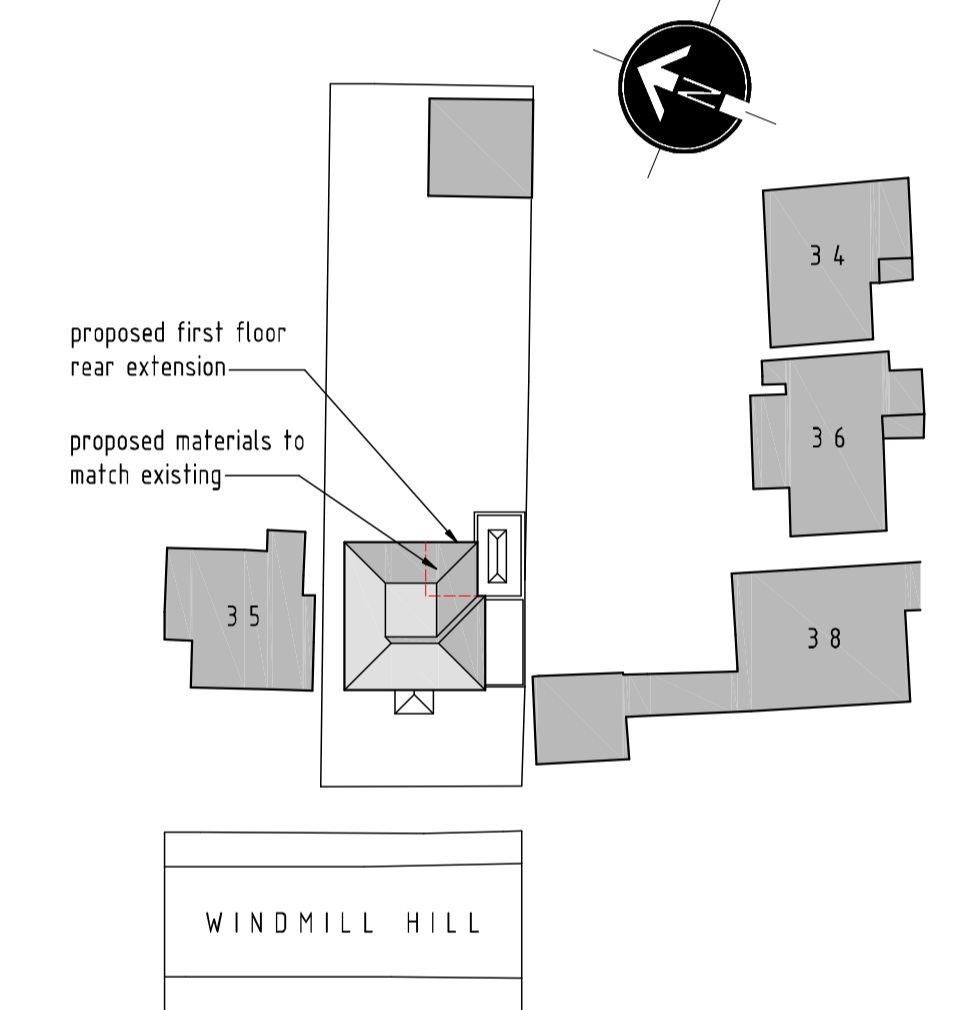 N
34
proposed first floor
rear extension
36
proposed materials to
match existing
35
38
WINDMILL HILL